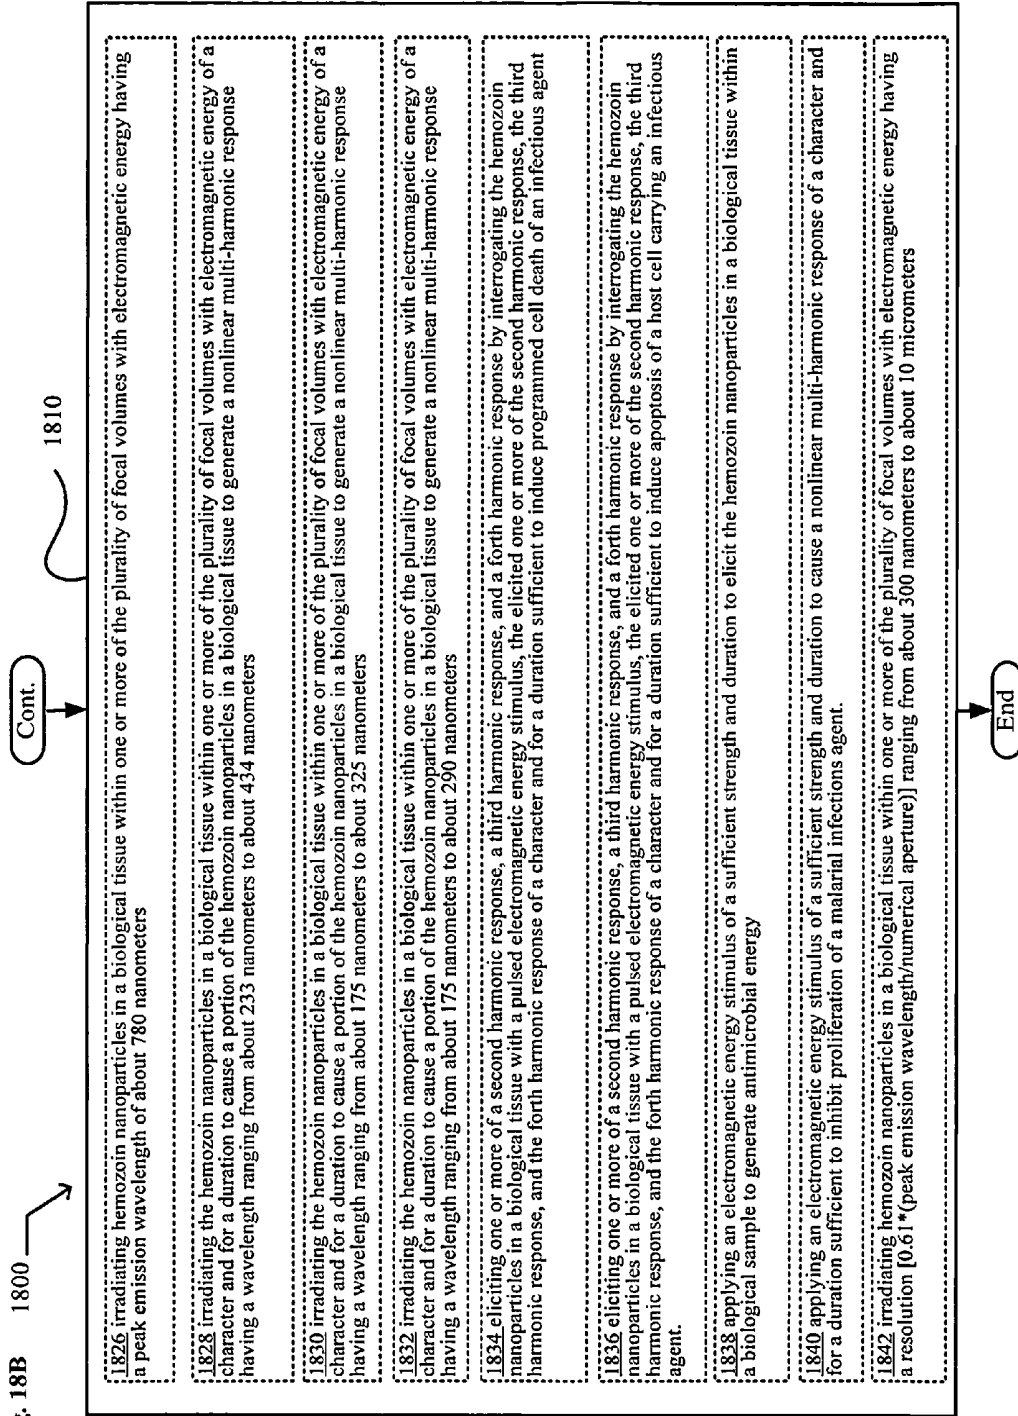 . 18B
1800
Cont.
1810
1826 irradiating hemozoin nanoparticles in a biological tissue within one or more of the plurality of focal volumes with electromagnetic energy having
a peak emission wavelength of about 780 nanometers
1828 irradiating the hemozoin nanoparticles in a biological tissue within one or more of the plurality of focal volumes with electromagnetic energy of a
character and for a duration to cause a portion of the hemozoin nanoparticles in a biological tissue to generate a nonlinear multi-harmonic response
having a wavelength ranging from about 233 nanometers to about 434 nanometers
1830 irradiating the hemozoin nanoparticles in a biological tissue within one or more of the plurality of focal volumes with electromagnetic energy of a
character and for a duration to cause a portion of the hemozoin nanoparticles in a biological tissue to generate a nonlinear multi-harmonic response
having a wavelength ranging from about 175 nanometers to about 325 nanometers
1832 irradiating the hemozoin nanoparticles in a biological tissue within one or more of the plurality of focal volumes with electromagnetic energy of a
character and for a duration to cause a portion of the hemozoin nanoparticles in a biological tissue to generate a nonlinear multi-harmonic response
having a wavelength ranging from about 175 nanometers to about 290 nanometers
1834 eliciting one or more of a second harmonic response, a third harmonic response, and a forth harmonic response by interrogating the hemozoin
nanoparticles in a biological tissue with a pulsed electromagnetic energy stimulus, the elicited one or more of the second harmonic response, the third
harmonic response, and the forth harmonic response of a character and for a duration sufficient to induce programmed cell death of an infectious agent
1836 eliciting one or more of a second harmonic response, a third harmonic response, and a forth harmonic response by interrogating the hemozoin
nanoparticles in a biological tissue with a pulsed electromagnetic energy stimulus, the elicited one or more of the second harmonic response, the third
harmonic response, and the forth harmonic response of a character and for a duration sufficient to induce apoptosis of a host cell carrying an infectious
agent.
1838 applying an electromagnetic energy stimulus of a sufficient strength and duration to elicit the hemozoin nanoparticles in a biological tissue within
a biological sample to generate antimicrobial energy
1840 applying an electromagnetic energy stimulus of a sufficient strength and duration to cause a nonlinear multi-harmonic response of a character and
for a duration sufficient to inhibit proliferation of a malarial infections agent.
1842 irradiating hemozoin nanoparticles in a biological tissue within one or more of the plurality of focal volumes with electromagnetic energy having
a resolution [0.61*(peak emission wavelength/numerical aperture)] ranging from about 300 nanometers to about 10 micrometers
End